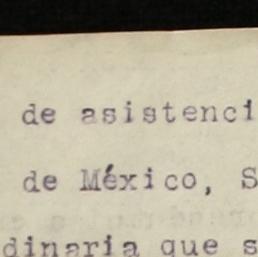 de asistenci
de México, S
dinaria que s